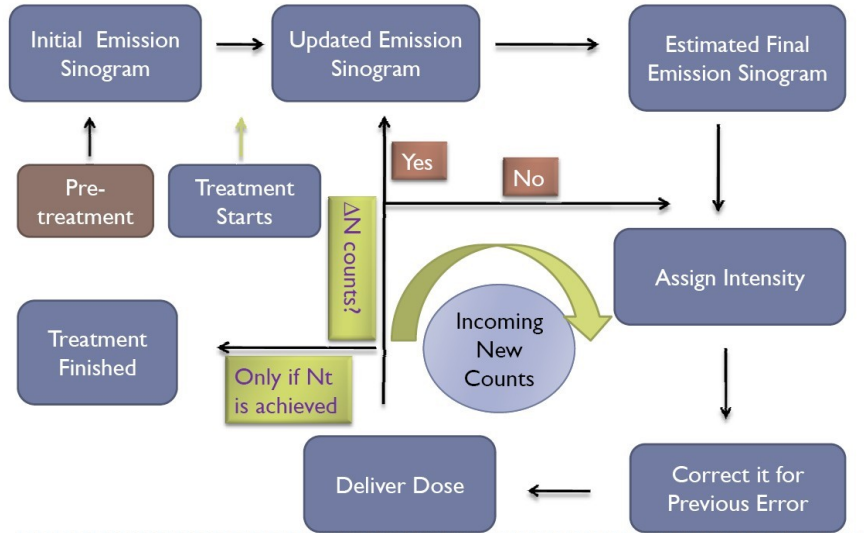 Initial Emission
Sinogram
Updated Emission
Sinogram
Estimated Final
Emission Sinogram
Pre-
treatment
Treatment
Starts
Yes
No
ΔN counts?
Assign Intensity
Incoming
New
Counts
Treatment
Finished
Only if Nt
is achieved
Deliver Dose
Correct it for
Previous Error